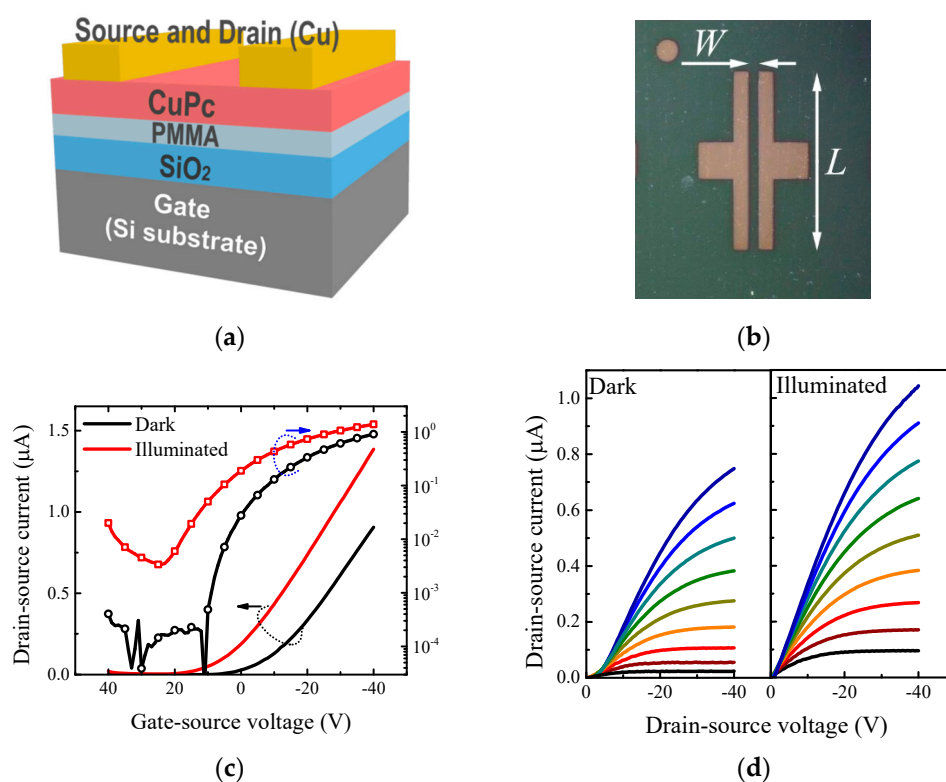 Source and Drain (Cu)
CuPc
PMMA
SiO₂
Gate
(Si substrate)
(a)
W
L
(b)
Drain-source current (μA)
1.5
1.0
0.5
0.0
Dark
Illuminated
10⁰
10⁻¹
10⁻²
10⁻³
10⁻⁴
40 20 0 -20 -40
Gate-source voltage (V)
(c)
Drain-source current (μA)
1.0
0.8
0.6
0.4
0.2
0.0
Dark
Illuminated
0 -20 -40 0 -20 -40
Drain-source voltage (V)
(d)